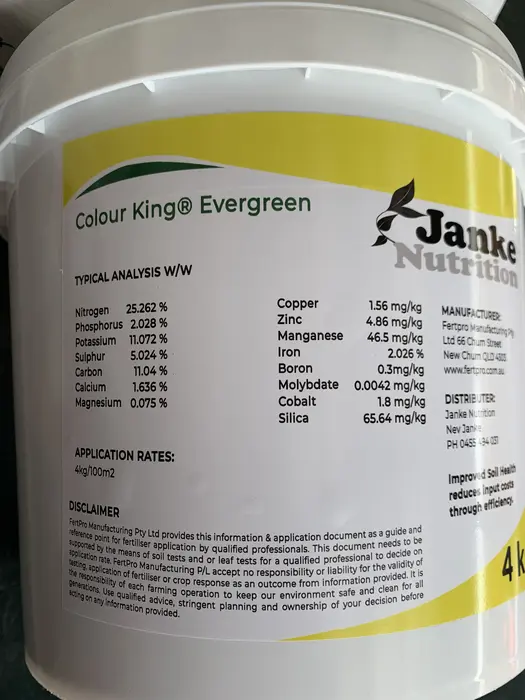 Colour King® Evergreen
Janke
Nutrition
TYPICAL ANALYSIS W/W
Nitrogen 25.262 %
Phosphorus 2.028 %
Potassium 11.072 %
Sulphur 5.024 %
Carbon 11.04 %
Calcium 1.636 %
Magnesium 0.075 %
Copper 1.56 mg/kg
Zinc 4.86 mg/kg
Manganese 46.5 mg/kg
Iron 2.026 %
Boron 0.3mg/kg
Molybdate 0.0042 mg/kg
Cobalt 1.8 mg/kg
Silica 65.64 mg/kg
MANUFACTURER:
Fertpro Manufacturing Pty
Ltd 66 Chum Street
New Chum QLD 4303
www.fertpro.com.au
DISTRIBUTER:
Janke Nutrition
Nev Janke
PH 0455 494 051
Improved Soil Health
reduces input costs
through efficiency.
APPLICATION RATES:
4kg/100m2
DISCLAIMER
FertPro Manufacturing Pty Ltd provides this information & application document as a guide and
reference point for fertiliser application by qualified professionals. This document needs to be
supported by the means of soil tests and or leaf tests for a qualified professional to decide on
application rate. FertPro Manufacturing P/L accept no responsibility or liability for the validity of
testing, application of fertiliser or crop response as an outcome from information provided. It is
the responsibility of each farming operation to keep our environment safe and clean for all
generations. Use qualified advice, stringent planning and ownership of your decision before
acting on any information provided.
4 k